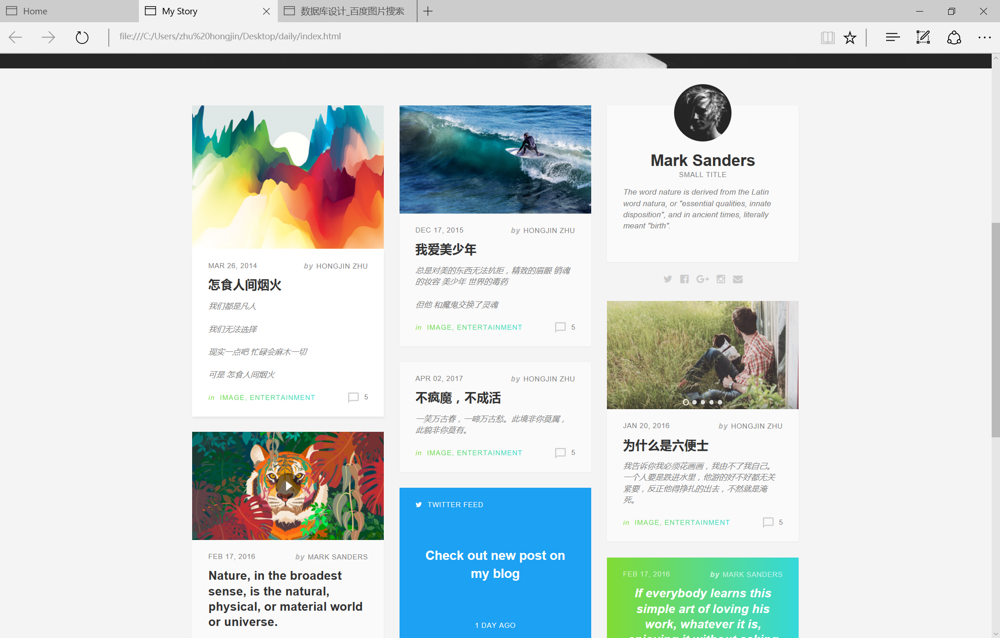 Home
My Story
数据库设计_百度图片搜索
file:///C:/Users/zhu%20hongjin/Desktop/daily/index.html
MAR 26, 2014
by HONGJIN ZHU
怎食人间烟火
我们都是凡人
我们无法选择
现实一点吧 忙碌会麻木一切
可是 怎食人间烟火
in IMAGE, ENTERTAINMENT
5
FEB 17, 2016
by MARK SANDERS
Nature, in the broadest
sense, is the natural,
physical, or material world
or universe.
DEC 17, 2015
by HONGJIN ZHU
我爱美少年
总是对美的东西无法抗拒，精致的眉眼 销魂
的妆容 美少年 世界的毒药
但他 和魔鬼交换了灵魂
in IMAGE, ENTERTAINMENT
5
APR 02, 2017
by HONGJIN ZHU
不疯魔，不成活
一笑万古春，一啼万古愁。此境非你莫属，
此貌非你莫有。
in IMAGE, ENTERTAINMENT
5
TWITTER FEED
Check out new post on
my blog
1 DAY AGO
Mark Sanders
SMALL TITLE
The word nature is derived from the Latin
word natura, or "essential qualities, innate
disposition", and in ancient times, literally
meant "birth".
JAN 20, 2016
by HONGJIN ZHU
为什么是六便士
我告诉你我必须花画画，我由不了我自己。
一个人要是跌进水里，他游的好不好都无关
紧要，反正他得挣扎的出去，不然就是淹
死。
in IMAGE, ENTERTAINMENT
5
FEB 17, 2016
by MARK SANDERS
If everybody learns this
simple art of loving his
work, whatever it is,
enjoying it without asking